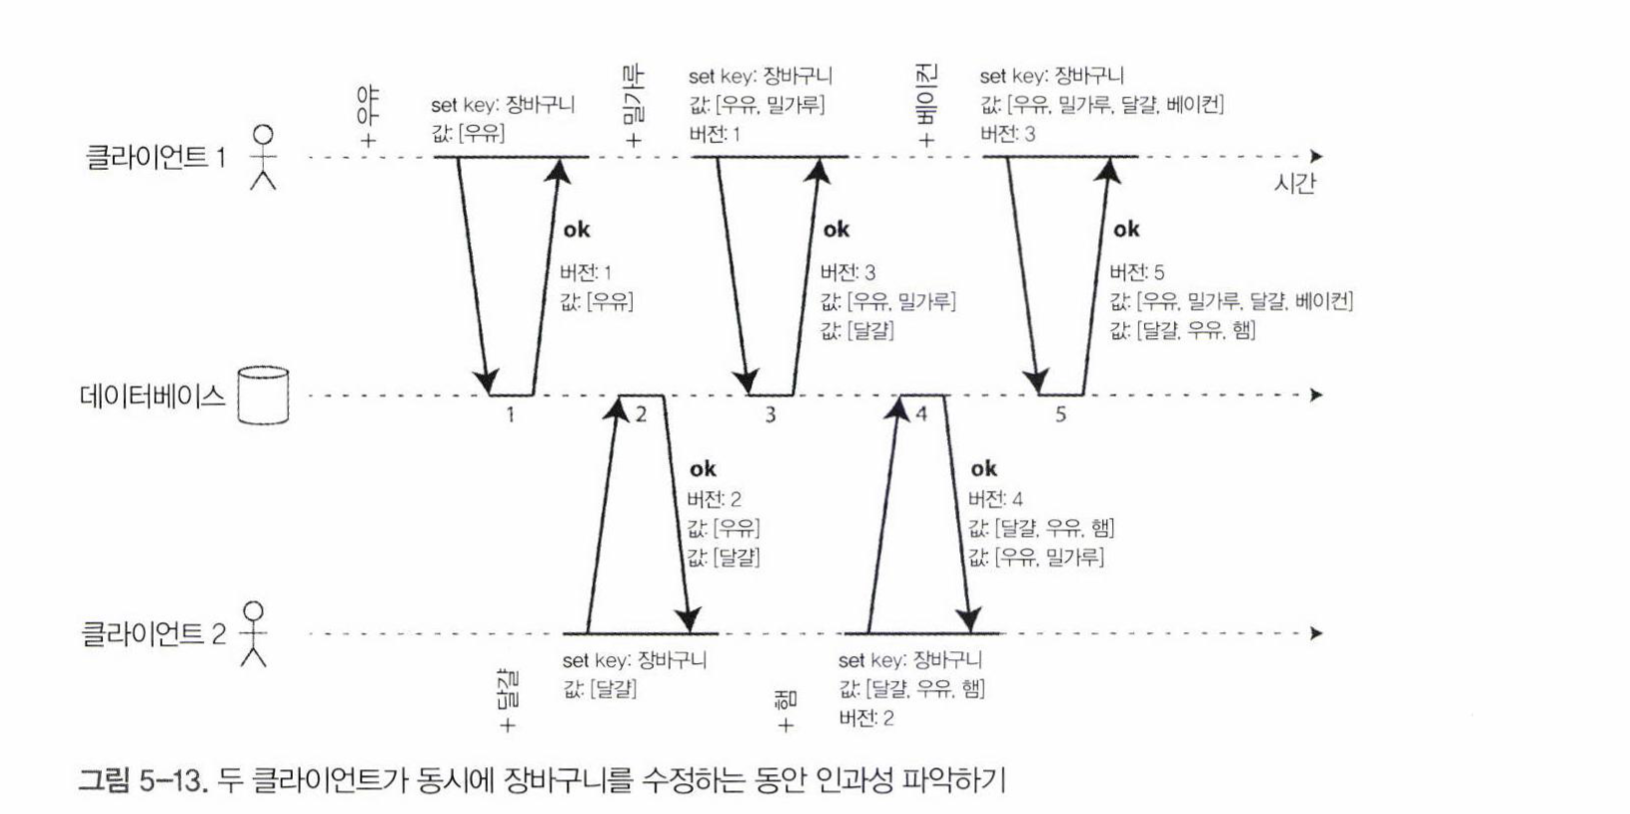 + 우유
set key: 장바구니
값: [우유]
+ 밀가루
set key: 장바구니
값: [우유, 밀가루]
버전: 1
+ 베이컨
set key: 장바구니
값: [우유, 밀가루, 달걀, 베이컨]
버전: 3
클라이언트 1
시간
ok
버전: 1
값: [우유]
ok
버전: 3
값: [우유, 밀가루]
값: [달걀]
ok
버전: 5
값: [우유, 밀가루, 달걀, 베이컨]
값: [달걀, 우유, 햄]
데이터베이스
1
2
3
4
5
ok
버전: 2
값: [우유]
값: [달걀]
ok
버전: 4
값: [달걀, 우유, 햄]
값: [우유, 밀가루]
클라이언트 2
+ 달걀
set key: 장바구니
값: [달걀]
+ 햄
set key: 장바구니
값: [달걀, 우유, 햄]
버전: 2
그림 5-13. 두 클라이언트가 동시에 장바구니를 수정하는 동안 인과성 파악하기